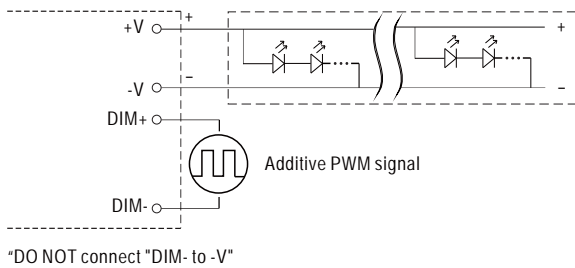 +V
+
+
-V
−
−
DIM+
Additive PWM signal
DIM-
"DO NOT connect "DIM- to -V"